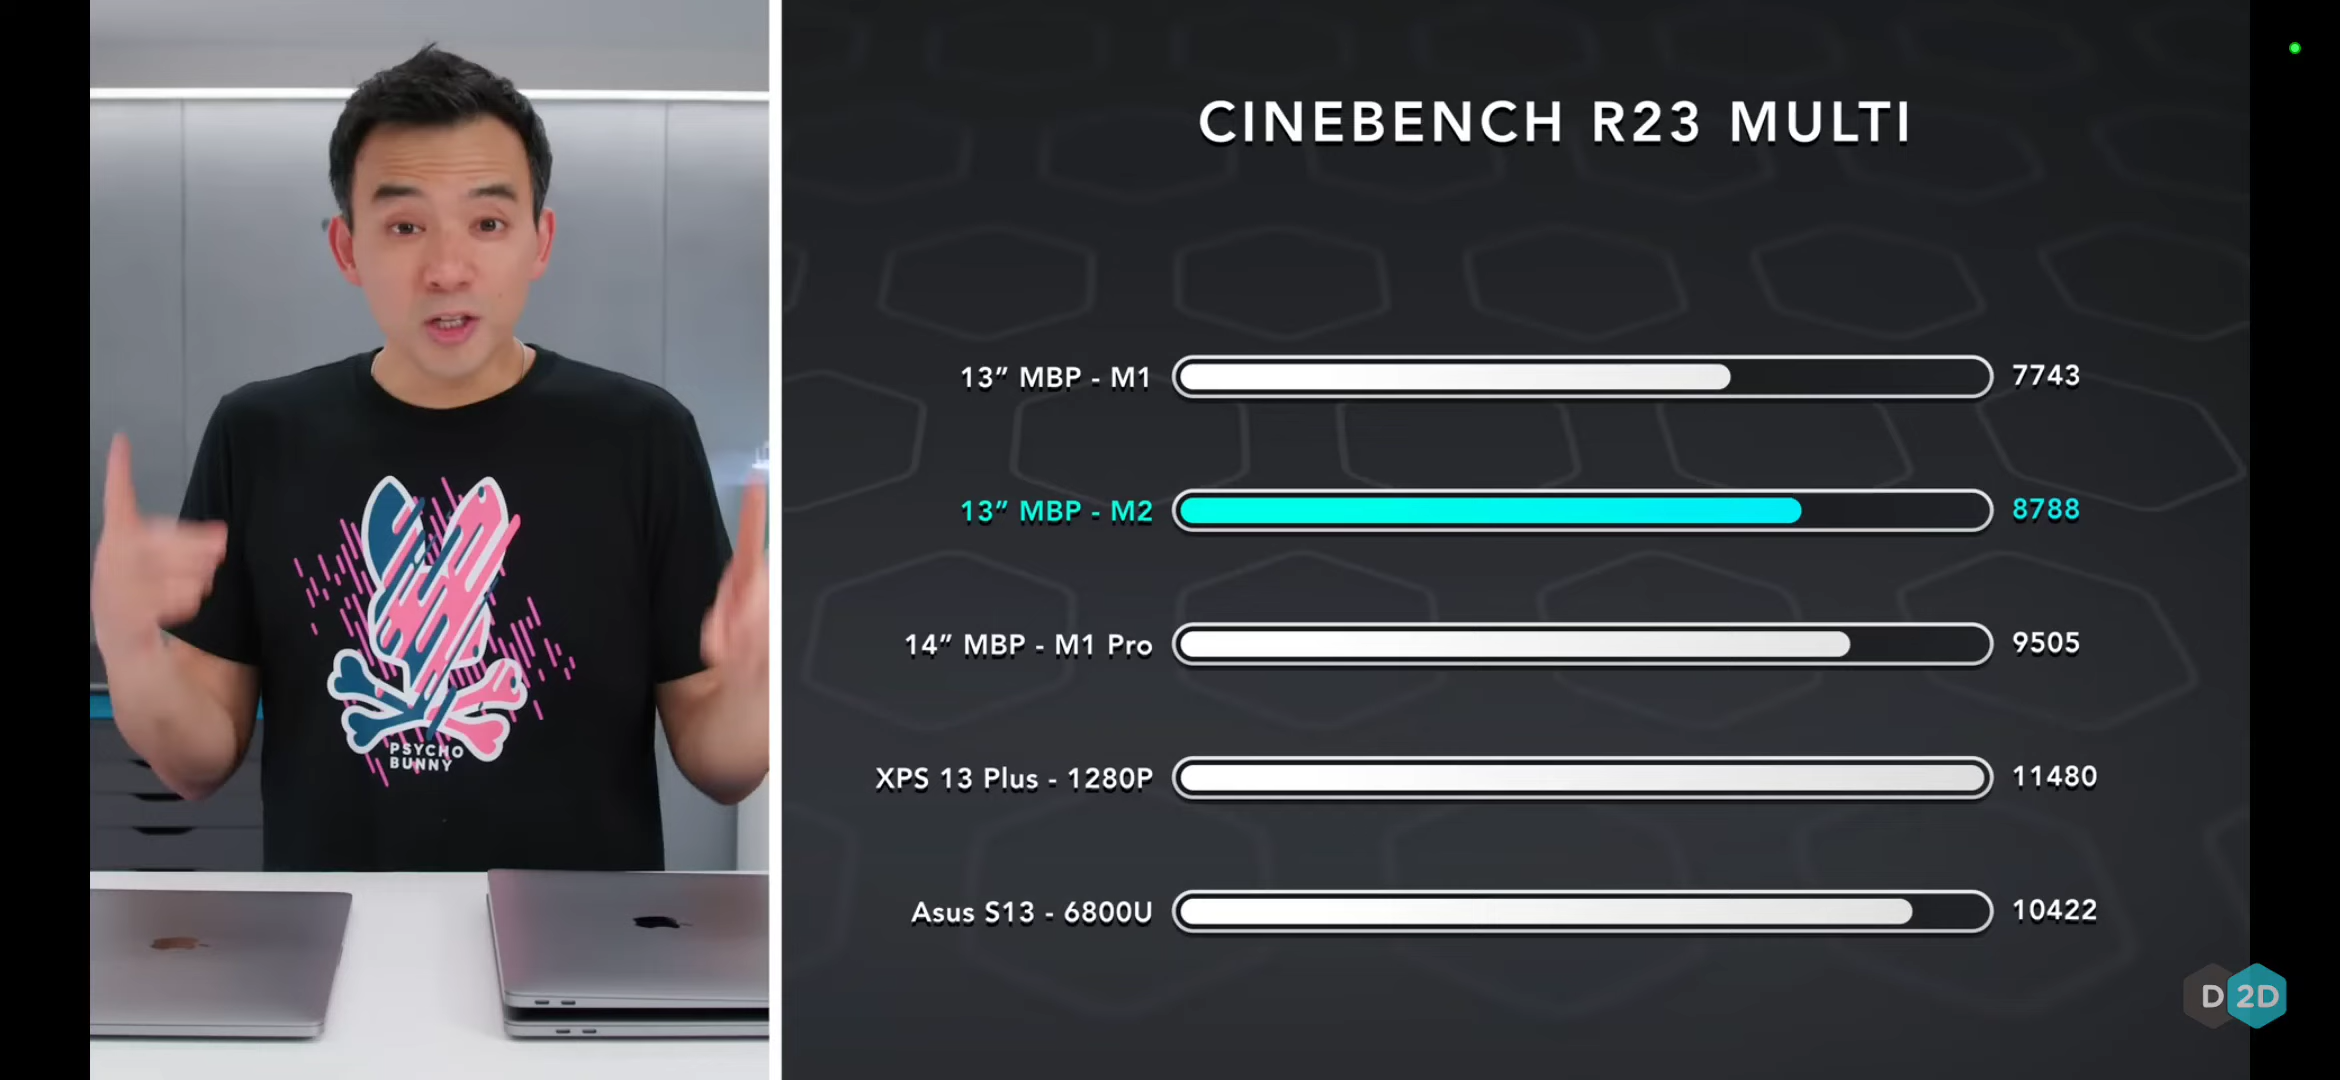 CINEBENCH R23 MULTI
13” MBP - M1 7743
13” MBP - M2 8788
14” MBP - M1 Pro 9505
XPS 13 Plus - 1280P 11480
Asus S13 - 6800U 10422
PSYCHO
BUNNY
D2D